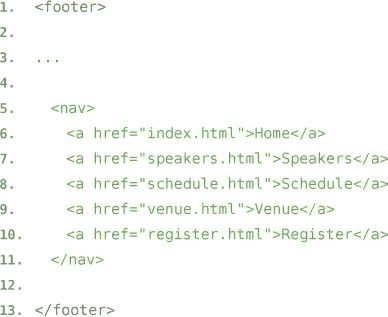 1. <footer>
2.
3. ...
4.
5. <nav>
6. <a href="index.html">Home</a>
7. <a href="speakers.html">Speakers</a>
8. <a href="schedule.html">Schedule</a>
9. <a href="venue.html">Venue</a>
10. <a href="register.html">Register</a>
11. </nav>
12.
13. </footer>